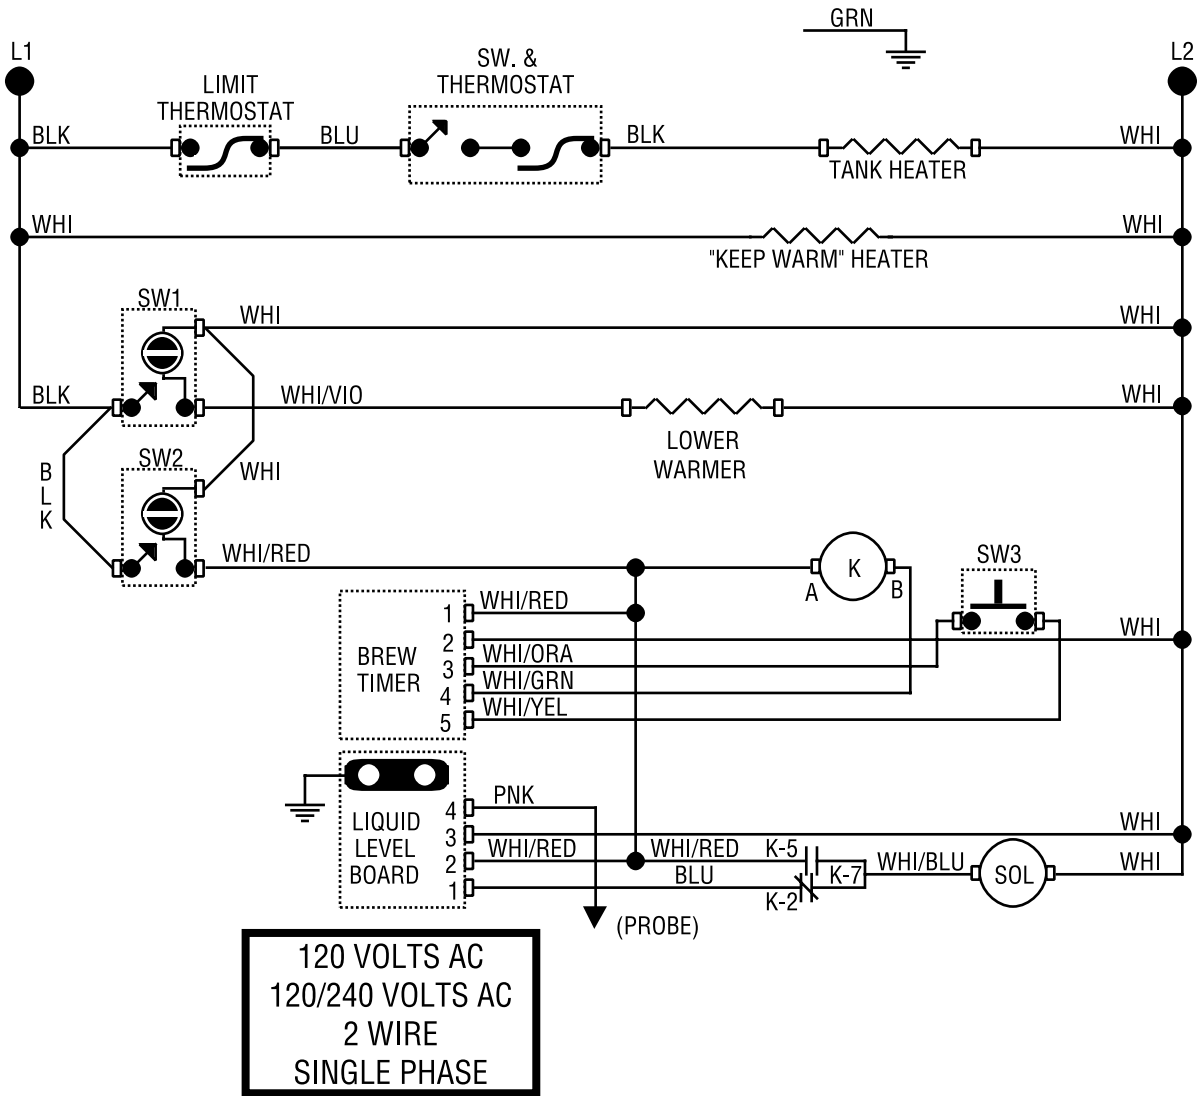 GRN
L1
L2
SW. &
THERMOSTAT
LIMIT
THERMOSTAT
BLK
BLU
BLK
WHI
TANK HEATER
WHI
WHI
"KEEP WARM" HEATER
SW1
WHI
WHI
BLK
WHI/VIO
WHI
LOWER
WARMER
SW2
WHI
B
L
K
WHI/RED
K
A
B
SW3
BREW
TIMER
1
WHI/RED
2
WHI
3
WHI/ORA
4
WHI/GRN
5
WHI/YEL
LIQUID
LEVEL
BOARD
4
PNK
3
WHI
2
WHI/RED
WHI/RED
K-5
1
BLU
K-2
K-7
WHI/BLU
SOL
WHI
(PROBE)
120 VOLTS AC
120/240 VOLTS AC
2 WIRE
SINGLE PHASE